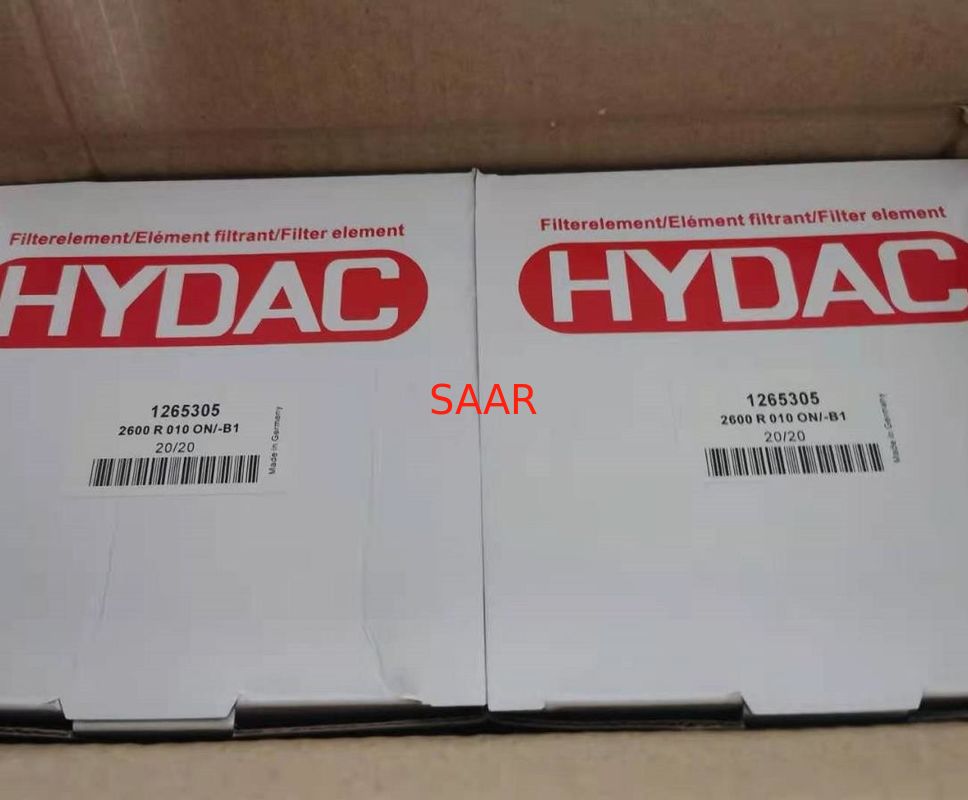 Filterelement/Elément filtrant/Filter element
HYDAC
1265305
2600 R 010 ON/-B1
20/20
Made in Germany
Filterelement/Elément filtrant/Filter element
HYDAC
1265305
2600 R 010 ON/-B1
20/20
Made in Germany
SAAR